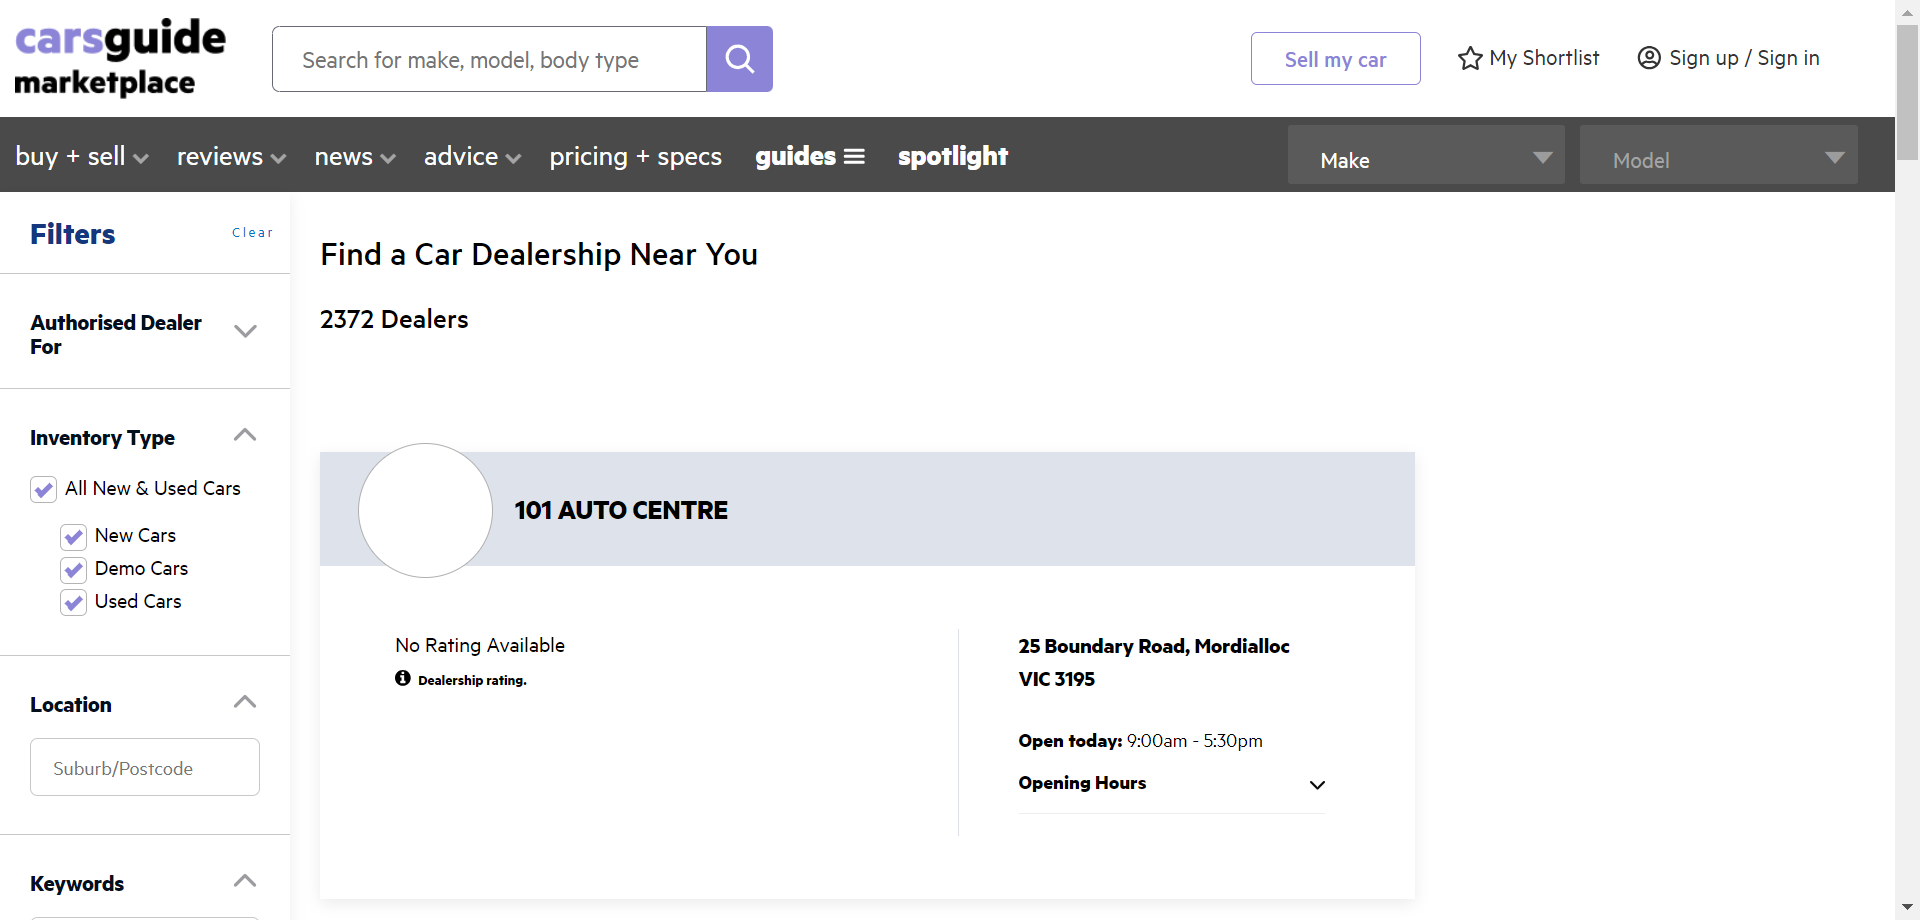 carsguide
marketplace
Search for make, model, body type
Sell my car
My Shortlist
Sign up / Sign in
buy + sell
reviews
news
advice
pricing + specs
guides
spotlight
Make
Model
Filters
Clear
Find a Car Dealership Near You
2372 Dealers
Authorised Dealer
For
Inventory Type
All New & Used Cars
New Cars
Demo Cars
Used Cars
Location
Suburb/Postcode
Keywords
101 AUTO CENTRE
No Rating Available
Dealership rating.
25 Boundary Road, Mordialloc
VIC 3195
Open today: 9:00am - 5:30pm
Opening Hours